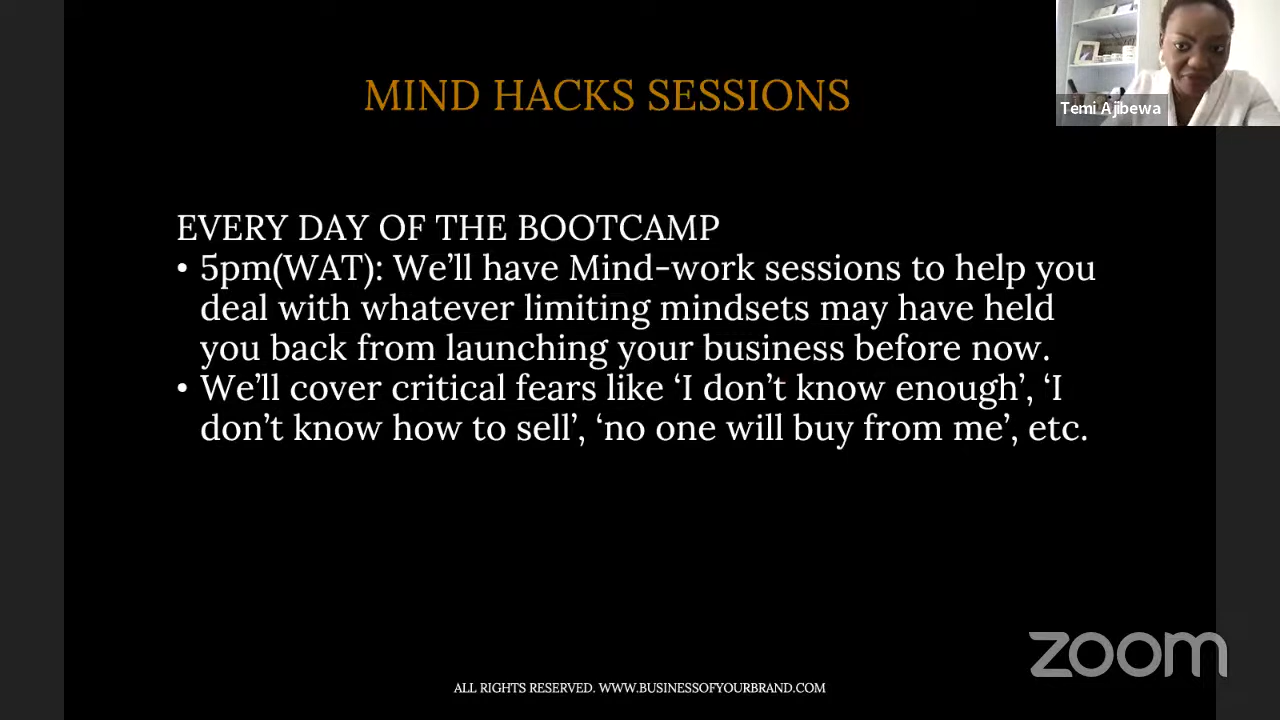 MIND HACKS SESSIONS
Temi Ajibewa
EVERY DAY OF THE BOOTCAMP
• 5pm(WAT): We’ll have Mind-work sessions to help you
deal with whatever limiting mindsets may have held
you back from launching your business before now.
• We’ll cover critical fears like ‘I don’t know enough’, ‘I
don’t know how to sell’, ‘no one will buy from me’, etc.
zoom
ALL RIGHTS RESERVED. WWW.BUSINESSOFYOURBRAND.COM